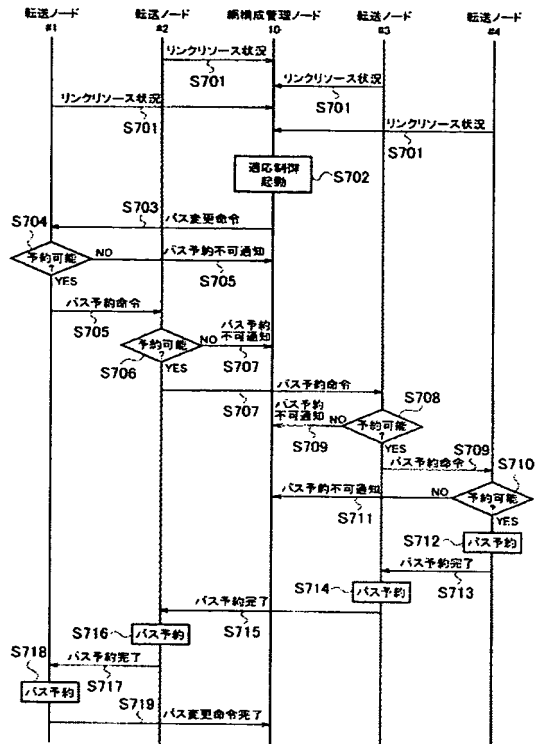 転送ノード 転送ノード 網構成管理ノード 転送ノード 転送ノード
#1 #2 10 #3 #4
リンクリソース状況
S701
リンクリソース状況
S701
リンクリソース状況
S701
リンクリソース状況
S701
適応制御
起動
S702
S703
パス変更命令
S704
予約可能
?
NO
YES
パス予約不可通知
S705
パス予約命令
S705
予約可能
?
NO
YES
S706
パス予約
不可通知
S707
パス予約命令
S707
S708
予約可能
?
NO
YES
パス予約
不可通知
S709
S709
パス予約命令
S710
予約可能
?
NO
YES
パス予約不可通知
S711
S712
パス予約
パス予約完了
S713
S714
パス予約
パス予約完了
S715
S716
パス予約
パス予約完了
S717
S718
パス予約
S719
パス変更命令完了